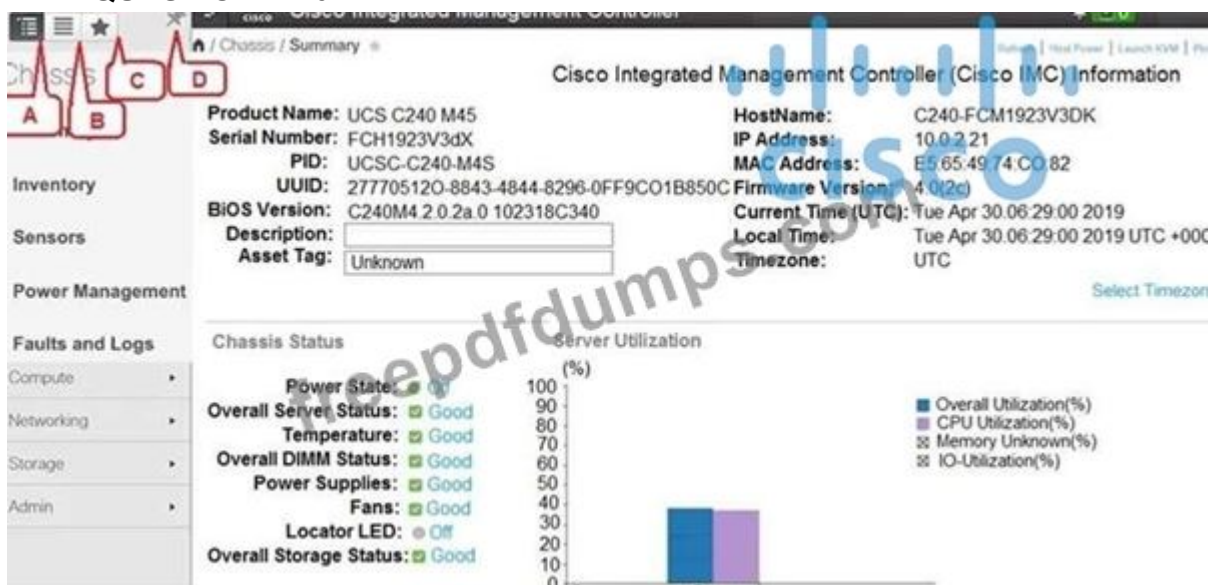 cisco Cisco Integrated Management Controller
/ Chassis / Summary
Refresh | Host Power | Launch KVM |
Chassis
A
B
C
D
Cisco Integrated Management Controller (Cisco IMC) Information
Product Name: UCS C240 M45
HostName: C240-FCM1923V3DK
Serial Number: FCH1923V3dX
IP Address: 10.0.2.21
PID: UCSC-C240-M4S
MAC Address: E5.65.49.74.CO.82
UUID: 27770512O-8843-4844-8296-0FF9CO1B850C
Firmware Version: 4.0(2c)
BiOS Version: C240M4.2.0.2a.0 102318C340
Current Time (UTC): Tue Apr 30.06:29:00 2019
Description:
Local Time: Tue Apr 30.06:29:00 2019 UTC +000
Asset Tag: Unknown
Timezone: UTC
Select Timezon
Inventory
Sensors
Power Management
Faults and Logs
Compute
Networking
Storage
Admin
Chassis Status
Power State: Off
Overall Server Status: Good
Temperature: Good
Overall DIMM Status: Good
Power Supplies: Good
Fans: Good
Locator LED: Off
Overall Storage Status: Good
Server Utilization
(%)
100
90
80
70
60
50
40
30
20
10
0
Overall Utilization(%)
CPU Utilization(%)
Memory Unknown(%)
IO-Utilization(%)
cisco
freepdfdumps.com